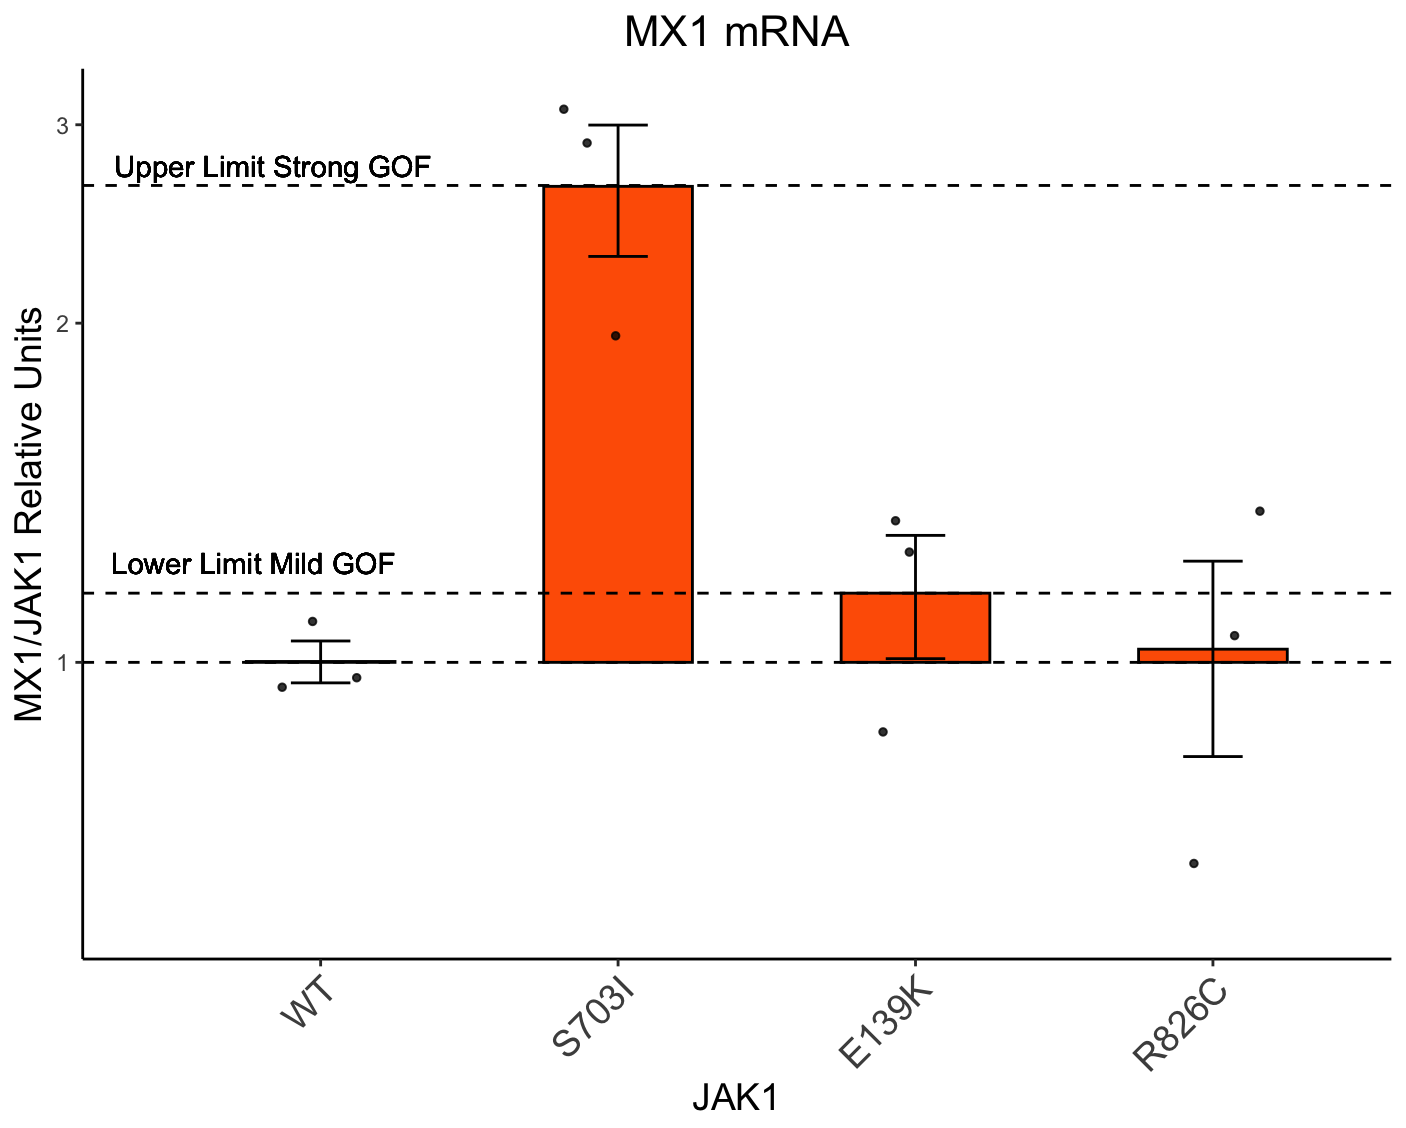 MX1 mRNA
3
Upper Limit Strong GOF
2
MX1/JAK1 Relative Units
Lower Limit Mild GOF
1
WT
S703I
E139K
R826C
JAK1